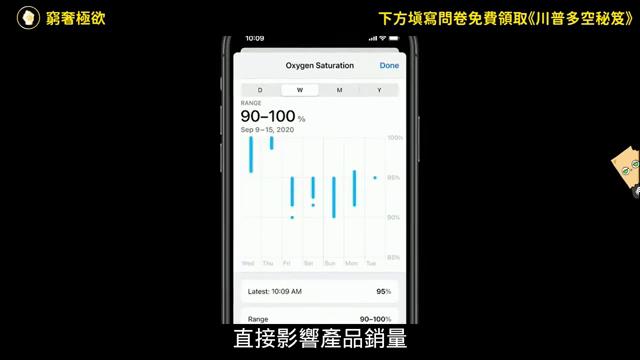 窮奢極欲
下方填寫問卷免費領取《川普多空秘笈》
10:09
Oxygen Saturation
Done
D
W
M
Y
RANGE
90–100 %
Sep 9–15, 2020
100%
95%
90%
85%
Wed
Thu
Fri
Sat
Sun
Mon
Tue
Latest: 10:09 AM
95%
Range
90–100%
直接影響產品銷量